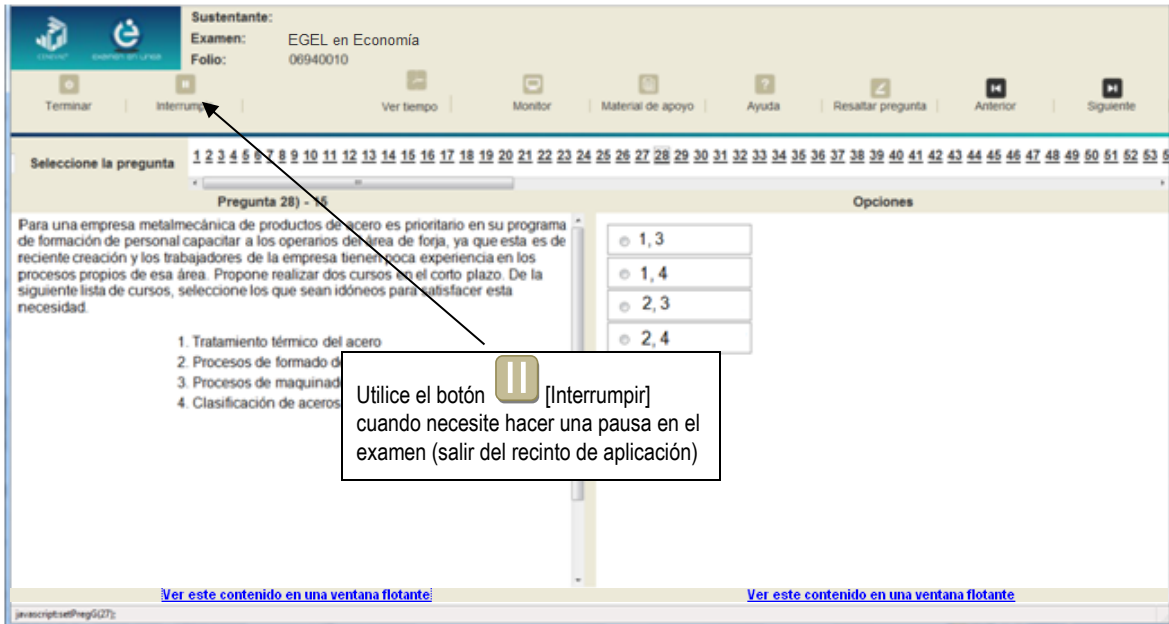 Sustentante:
Examen: EGEL en Economía
Folio: 06940010
Terminar Interrump Ver tiempo Monitor Material de apoyo Ayuda Resaltar pregunta Anterior Siguiente
Seleccione la pregunta 1 2 3 4 5 6 7 8 9 10 11 12 13 14 15 16 17 18 19 20 21 22 23 24 25 26 27 28 29 30 31 32 33 34 35 36 37 38 39 40 41 42 43 44 45 46 47 48 49 50 51 52 53 5
Pregunta 28) - 15 Opciones
Para una empresa metalmecánica de productos de acero es prioritario en su programa
de formación de personal capacitar a los operarios del área de forja, ya que esta es de
reciente creación y los trabajadores de la empresa tienen poca experiencia en los
procesos propios de esa área. Propone realizar dos cursos en el corto plazo. De la
siguiente lista de cursos, seleccione los que sean idóneos para satisfacer esta
necesidad.
1. Tratamiento térmico del acero
2. Procesos de formado d
3. Procesos de maquinad
4. Clasificación de aceros
1, 3
1, 4
2, 3
2, 4
Utilice el botón [Interrumpir]
cuando necesite hacer una pausa en el
examen (salir del recinto de aplicación)
Ver este contenido en una ventana flotante Ver este contenido en una ventana flotante
javascript:setPregG(27);